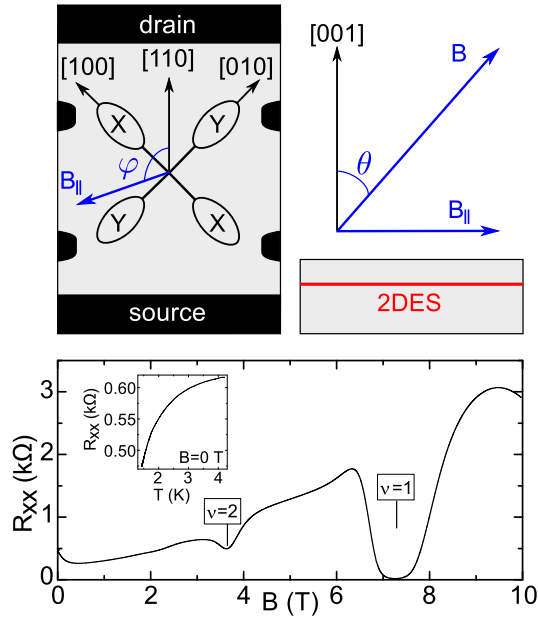 drain
[100]
[110]
[010]
X
Y
φ
B||
Y
X
source
[001]
B
θ
B||
2DES
Rxx (kΩ)
3
2
1
0
0.60
0.55
0.50
Rxx (kΩ)
B=0 T
2
3
4
T (K)
ν=2
ν=1
0
2
4
6
8
10
B (T)